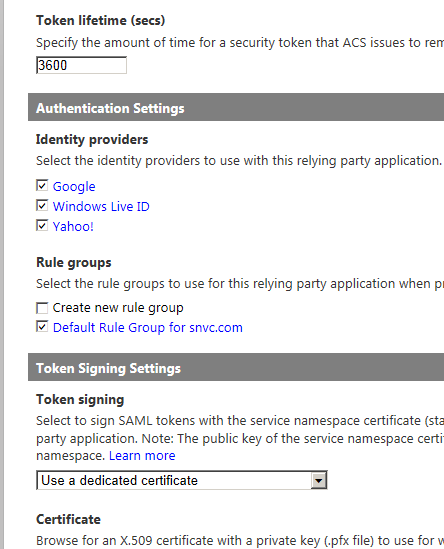 Token lifetime (secs)
Specify the amount of time for a security token that ACS issues to
3600
Authentication Settings
Identity providers
Select the identity providers to use with this relying party application.
Google
Windows Live ID
Yahoo!
Rule groups
Select the rule groups to use for this relying party application when
Create new rule group
Default Rule Group for snvc.com
Token Signing Settings
Token signing
Select to sign SAML tokens with the service namespace certificate
party application. Note: The public key of the service namespace
namespace. Learn more
Use a dedicated certificate
Certificate
Browse for an X.509 certificate with a private key (.pfx file) to use for